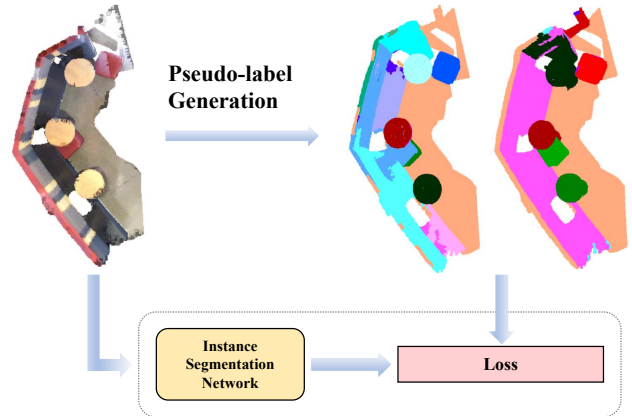 Pseudo-label
Generation
Instance
Segmentation
Network
Loss